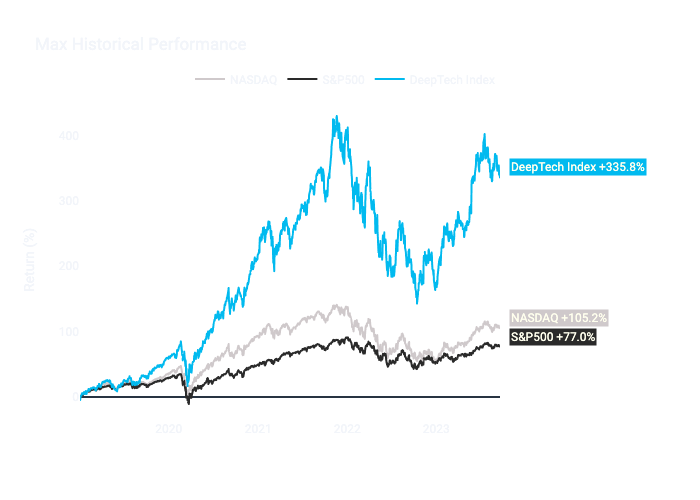 Max Historical Performance
NASDAQ S&P500 DeepTech Index
400
DeepTech Index +335.8%
300
Return (%)
200
NASDAQ +105.2%
100
S&P500 +77.0%
2020 2021 2022 2023